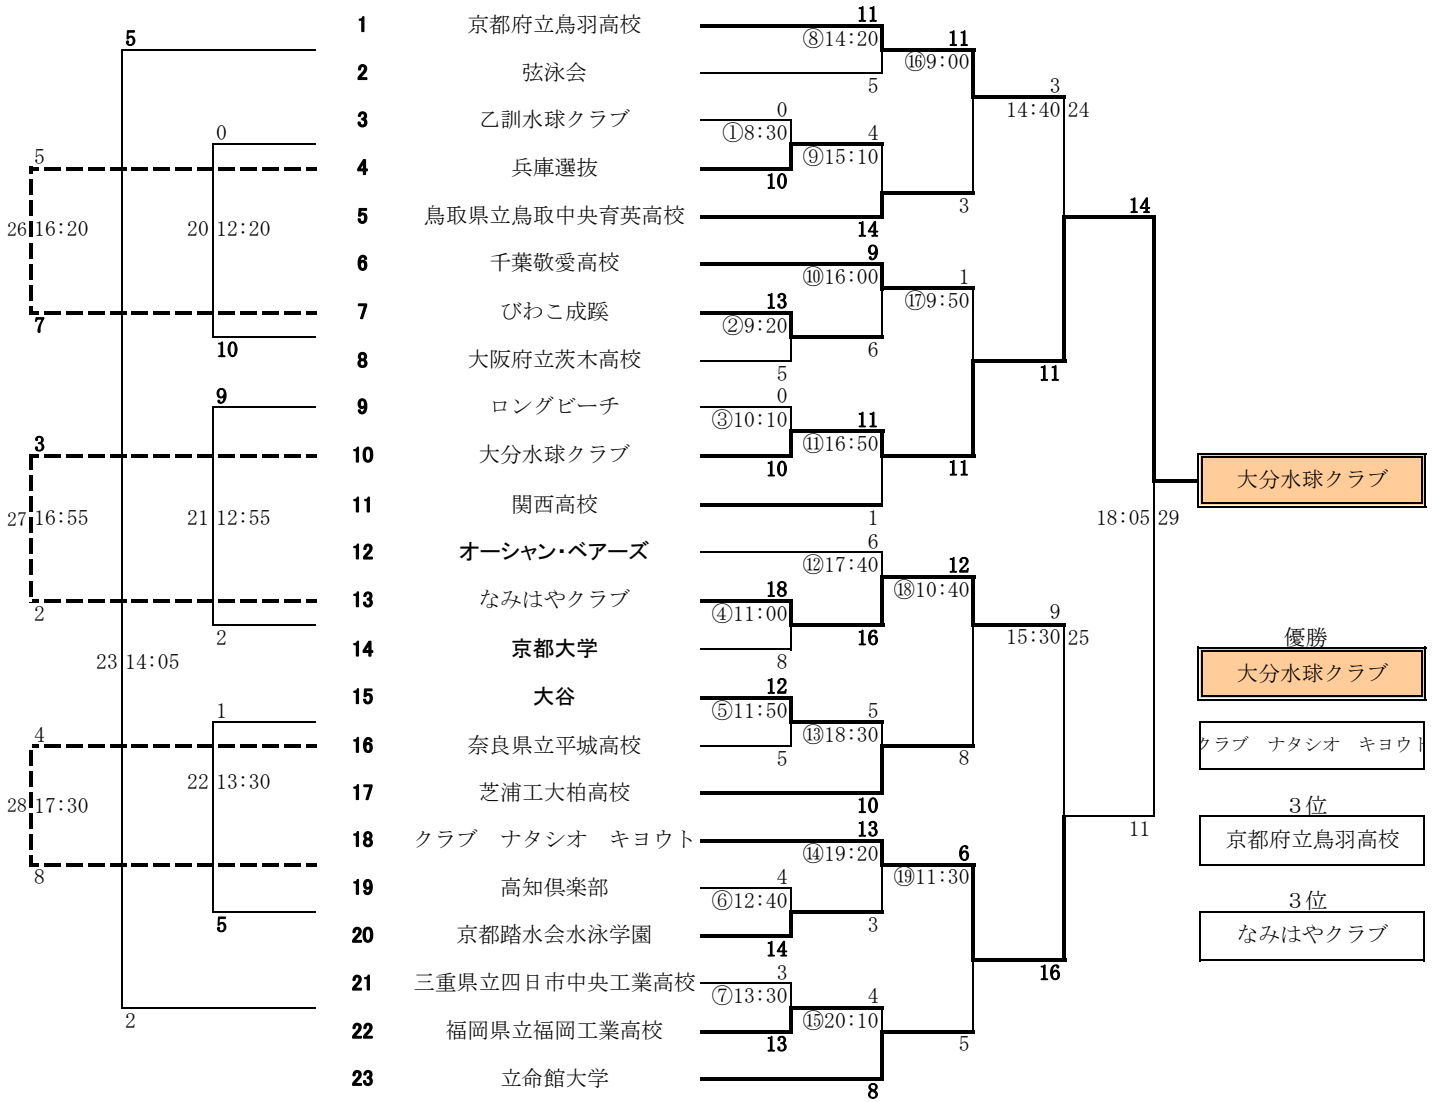 1 京都府立鳥羽高校 11
5 ⑧14:20 11
2 弦泳会 ⑯9:00
5
3 乙訓水球クラブ 0 3
0 ①8:30 4 14:40 24
5 4 兵庫選抜 ⑨15:10
10
5 鳥取県立鳥取中央育英高校 3 14
26 16:20 20 12:20 14
6 千葉敬愛高校 9
⑩16:00 1
7 びわこ成蹊 13 ⑰9:50
7 ②9:20
10 8 大阪府立茨木高校 6
5 11
9 9 ロングビーチ 0
③10:10 11
3 10 大分水球クラブ ⑪16:50
10 11 大分水球クラブ
11 関西高校
27 16:55 21 12:55 1 18:05 29
12 オーシャン・ベアーズ 6
⑫17:40 12
13 なみはやクラブ 18 ⑱10:40
2 ④11:00 9
2 14 京都大学 16 15:30 25 優勝
23 14:05 8 大分水球クラブ
15 大谷 12
1 ⑤11:50 5
4 16 奈良県立平城高校 ⑬18:30 クラブ ナタシオ キヨウト
5 8
22 13:30 17 芝浦工大柏高校
28 17:30 10 3位
18 クラブ ナタシオ キヨウト 13 11 京都府立鳥羽高校
⑭19:20 6
8 19 高知倶楽部 4 ⑲11:30
⑥12:40 3位
5 20 京都踏水会水泳学園 3 なみはやクラブ
14
21 三重県立四日市中央工業高校 3 16
⑦13:30 4
2 22 福岡県立福岡工業高校 ⑮20:10
13 5
23 立命館大学
8